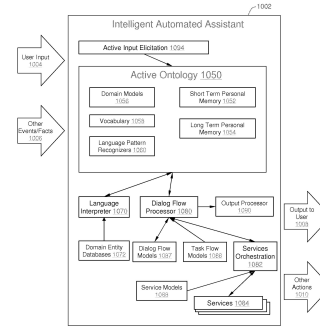 1002
Intelligent Automated Assistant
Active Input Elicitation 1094
User Input
1004
Active Ontology 1050
Domain Models
1056
Short Term Personal
Memory 1052
Other
Events/Facts
1006
Vocabulary 1058
Long Term Personal
Memory 1054
Language Pattern
Recognizers 1060
Language
Interpreter 1070
Dialog Flow
Processor 1080
Output Processor
1090
Output to
User
1008
Domain Entity
Databases 1072
Dialog Flow
Models 1087
Task Flow
Models 1086
Services
Orchestration
1082
Service Models
1088
Other
Actions
1010
Services 1084